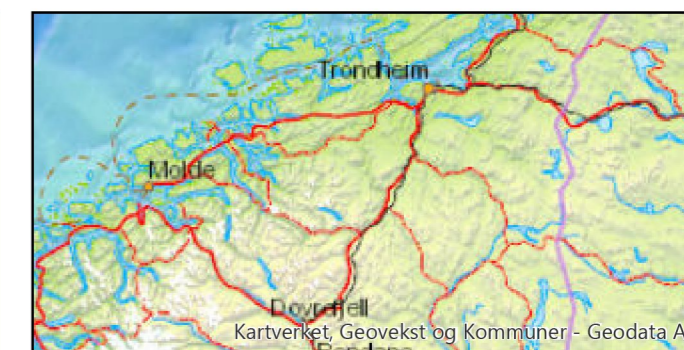 Trondheim
Molde
Dovrefjell
Kartverket, Geovekst og Kommuner - Geodata A